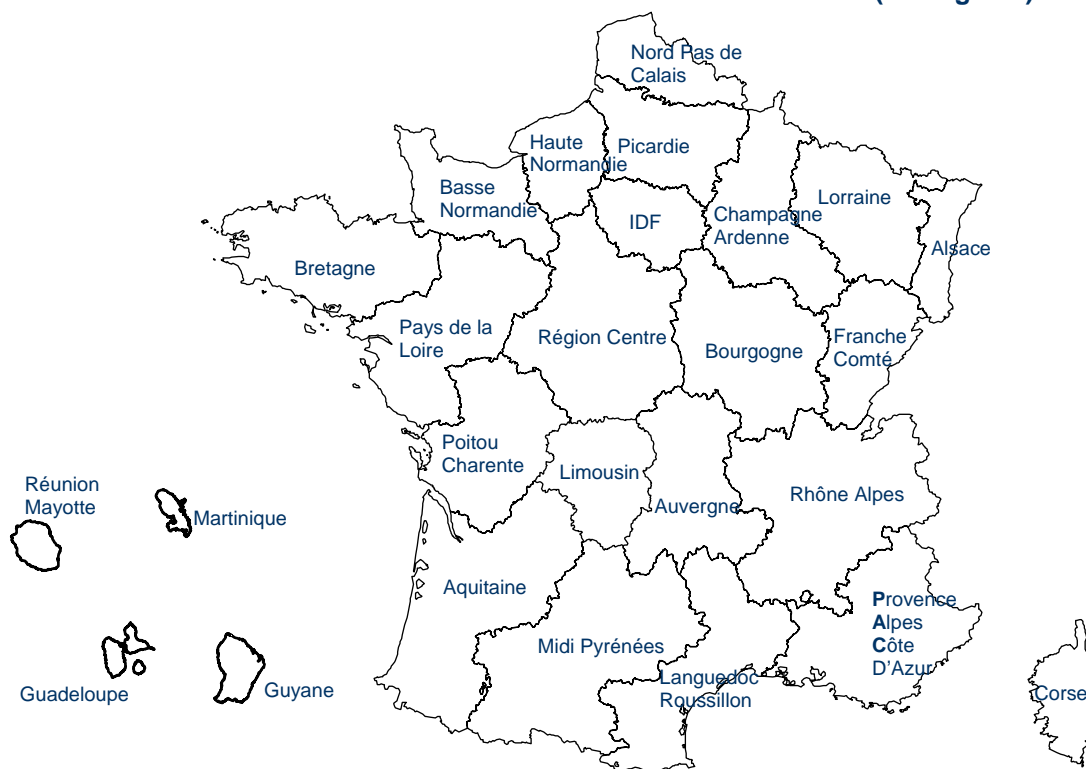 Nord Pas de
Calais
Haute
Normandie
Picardie
Basse
Normandie
IDF
Champagne
Ardenne
Lorraine
Alsace
Bretagne
Pays de la
Loire
Région Centre
Bourgogne
Franche
Comté
Poitou
Charente
Limousin
Auvergne
Rhône Alpes
Réunion
Mayotte
Martinique
Aquitaine
Midi Pyrénées
Provence
Alpes
Côte
D'Azur
Languedoc
Roussillon
Guadeloupe
Guyane
Corse